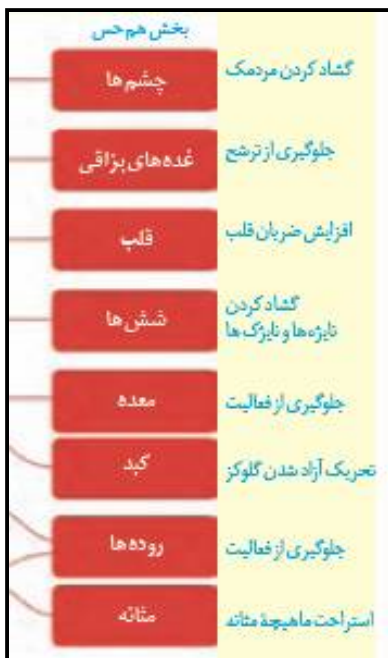 بخش هم حس
گشاد کردن مردمک
چشم‌ها
جلوگیری از ترشح
غده‌های بزاقی
افزایش ضربان قلب
قلب
گشاد کردن
نایژه‌ها و نایژک‌ها
شش‌ها
جلوگیری از فعالیت
معده
تحریک آزاد شدن گلوکز
کبد
جلوگیری از فعالیت
روده‌ها
استراحت ماهیچهٔ مثانه
مثانه